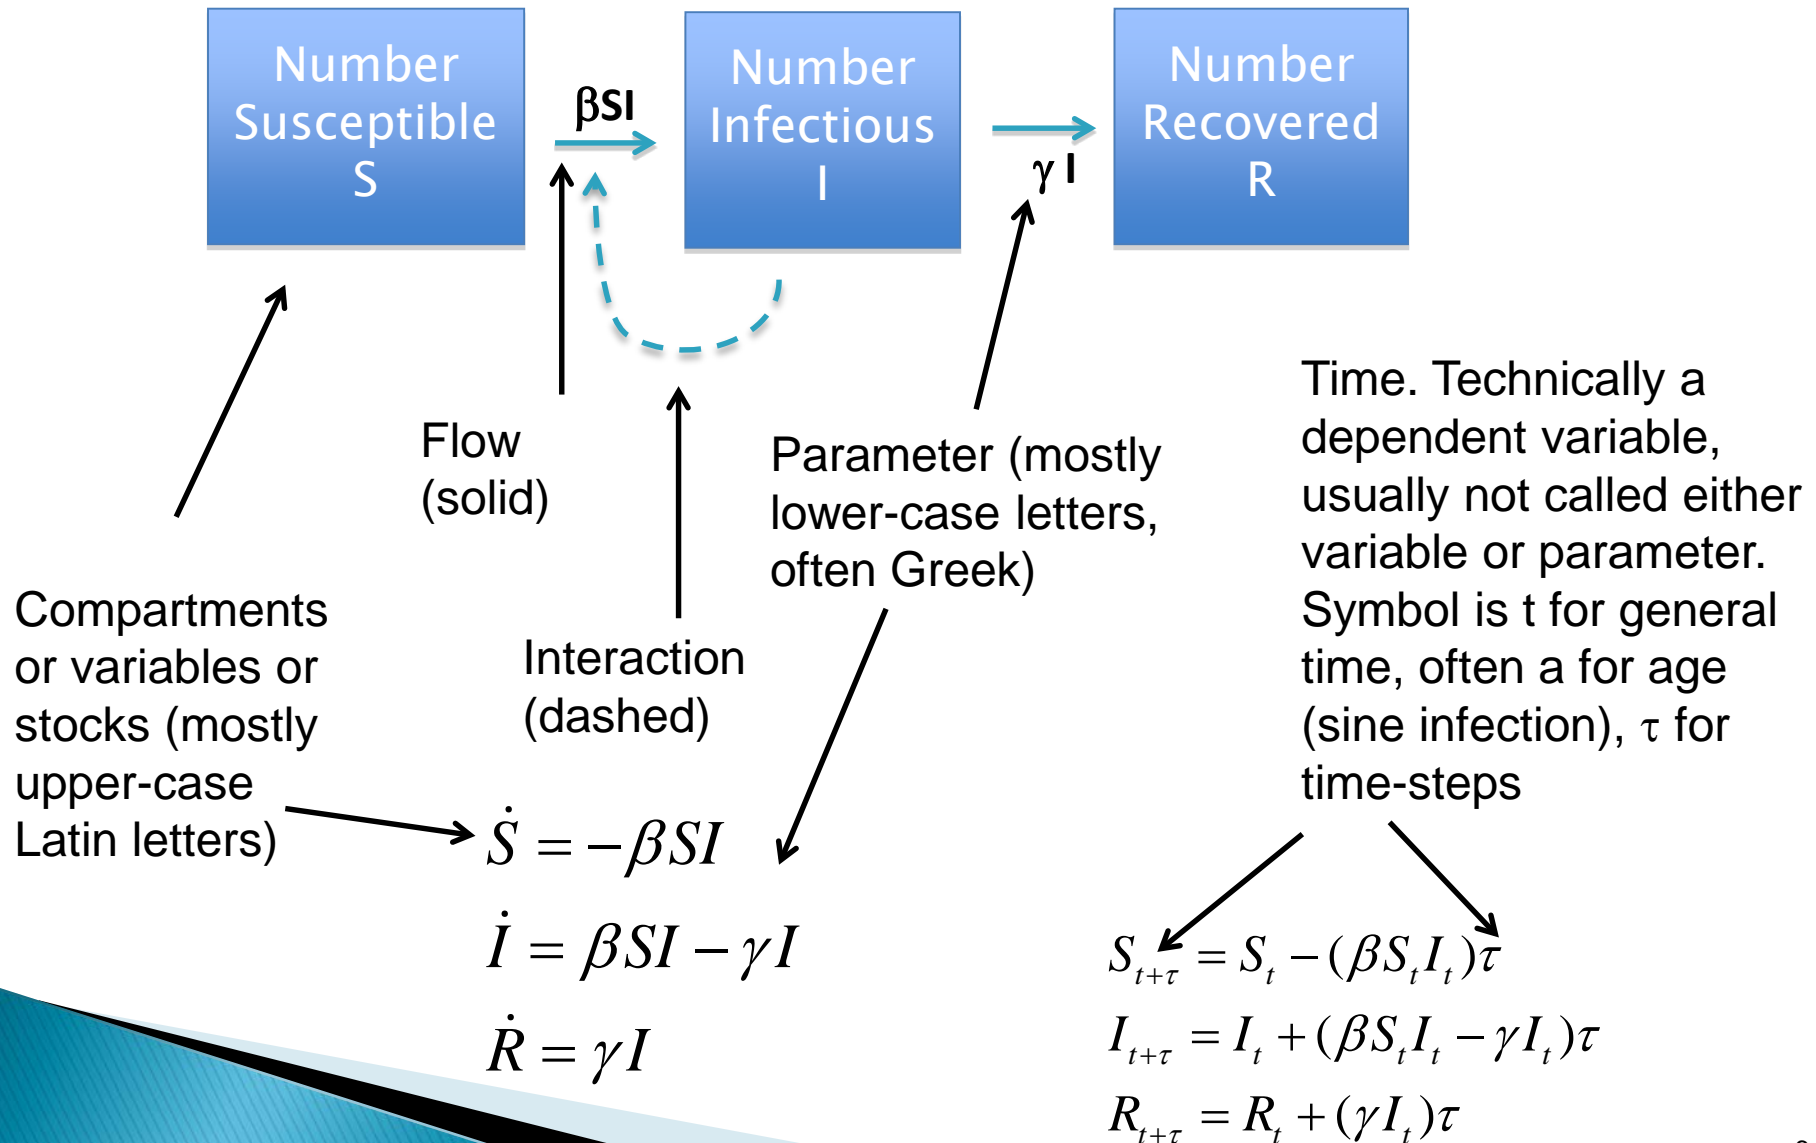 Number
Susceptible
S
βSI
Number
Infectious
I
γ I
Number
Recovered
R
Flow
(solid)
Interaction
(dashed)
Parameter (mostly
lower-case letters,
often Greek)
Time. Technically a
dependent variable,
usually not called either
variable or parameter.
Symbol is t for general
time, often a for age
(sine infection), τ for
time-steps
Compartments
or variables or
stocks (mostly
upper-case
Latin letters)
Ṡ = −βSI
İ = βSI − γI
Ṙ = γI
S_{t+τ} = S_t − (βS_tI_t)τ
I_{t+τ} = I_t + (βS_tI_t − γI_t)τ
R_{t+τ} = R_t + (γI_t)τ